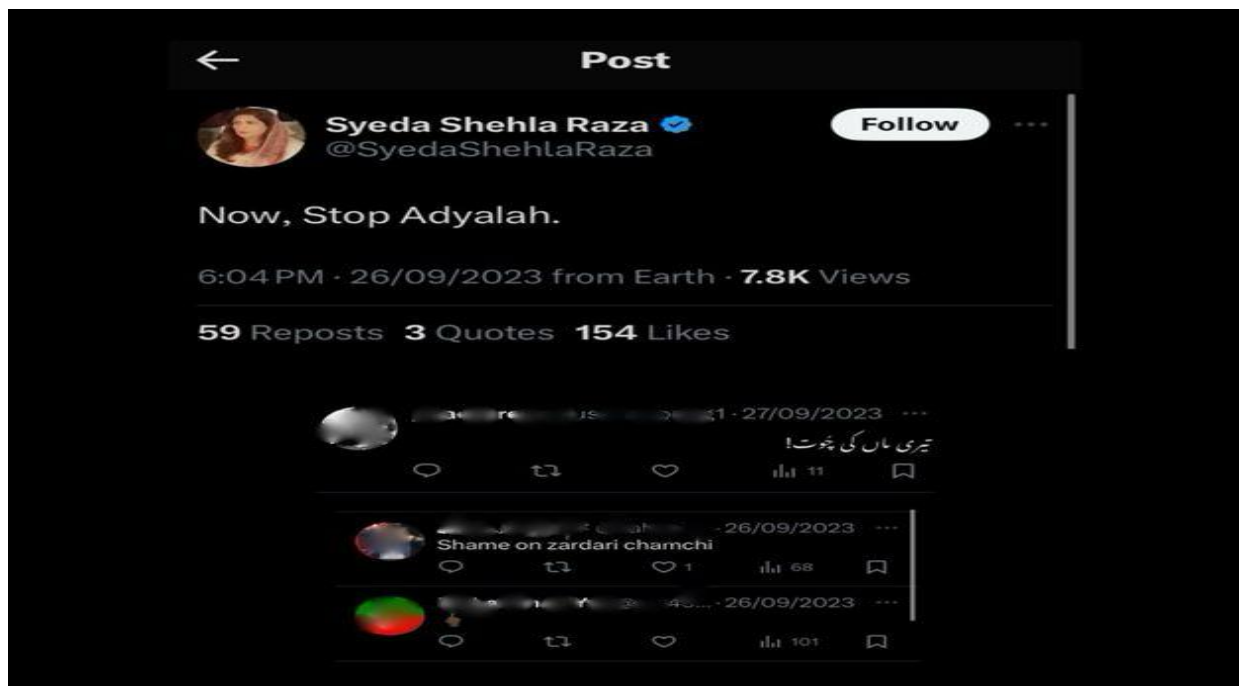 Post
Syeda Shehla Raza
Follow
@SyedaShehlaRaza
Now, Stop Adyalah.
6:04 PM · 26/09/2023 from Earth · 7.8K Views
59 Reposts 3 Quotes 154 Likes
· 27/09/2023
تیری ماں کی چُوت!
11
· 26/09/2023
Shame on zardari chamchi
1 68
· 26/09/2023
101